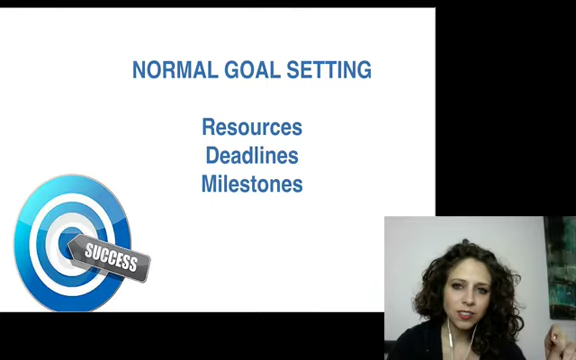 NORMAL GOAL SETTING
Resources
Deadlines
Milestones
SUCCESS